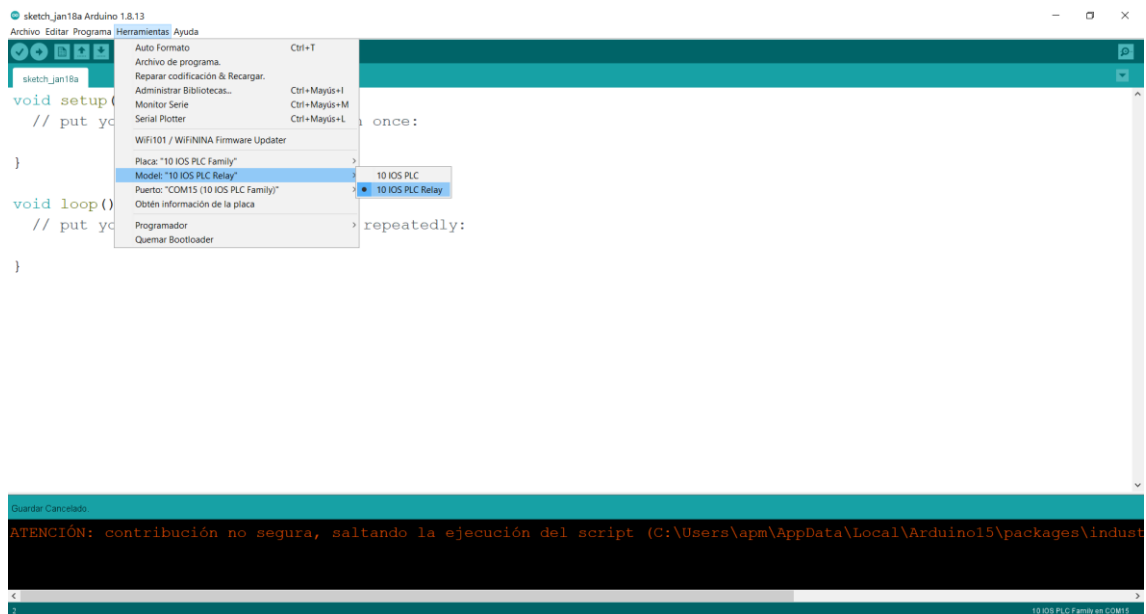 sketch_jan18a Arduino 1.8.13
Archivo Editar Programa Herramientas Ayuda
sketch_jan18a
Auto Formato Ctrl+T
Archivo de programa.
Reparar codificación & Recargar.
Administrar Bibliotecas... Ctrl+Mayús+I
Monitor Serie Ctrl+Mayús+M
Serial Plotter Ctrl+Mayús+L
WiFi101 / WiFiNINA Firmware Updater
Placa: "10 IOS PLC Family"
Model: "10 IOS PLC Relay"
Puerto: "COM15 (10 IOS PLC Family)"
Obtén información de la placa
Programador
Quemar Bootloader
10 IOS PLC
10 IOS PLC Relay
void setup(
// put yo once:
}
void loop()
// put yo repeatedly:
}
Guardar Cancelado.
ATENCIÓN: contribución no segura, saltando la ejecución del script (C:\Users\apm\AppData\Local\Arduino15\packages\indust
2 10 IOS PLC Family en COM15